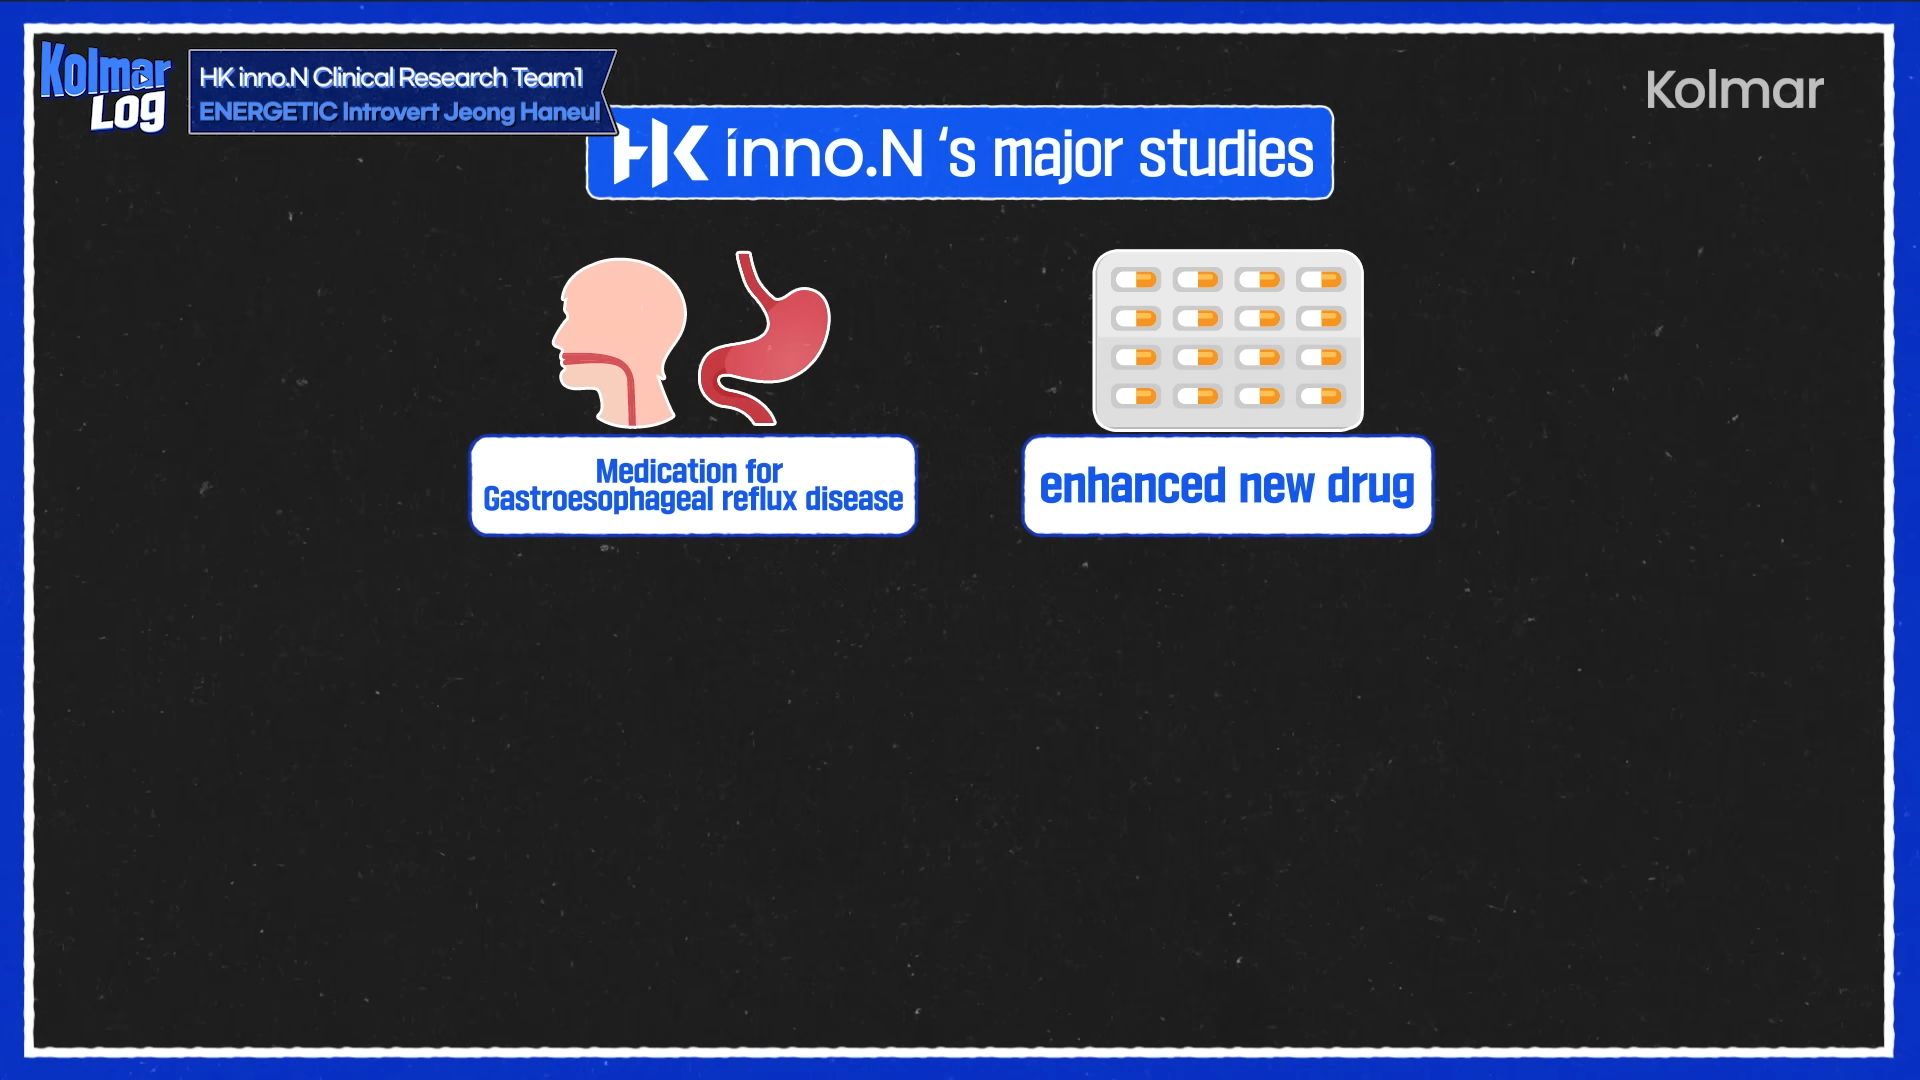 Kolmar
Log
HK inno.N Clinical Research Team1
ENERGETIC Introvert Jeong Haneul
Kolmar
HK inno.N ‘s major studies
Medication for
Gastroesophageal reflux disease
enhanced new drug